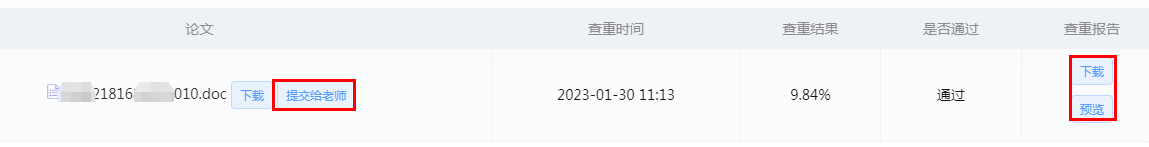 论文 查重时间 查重结果 是否通过 查重报告
21816 010.doc 下载 提交给老师 2023-01-30 11:13 9.84% 通过 下载
预览